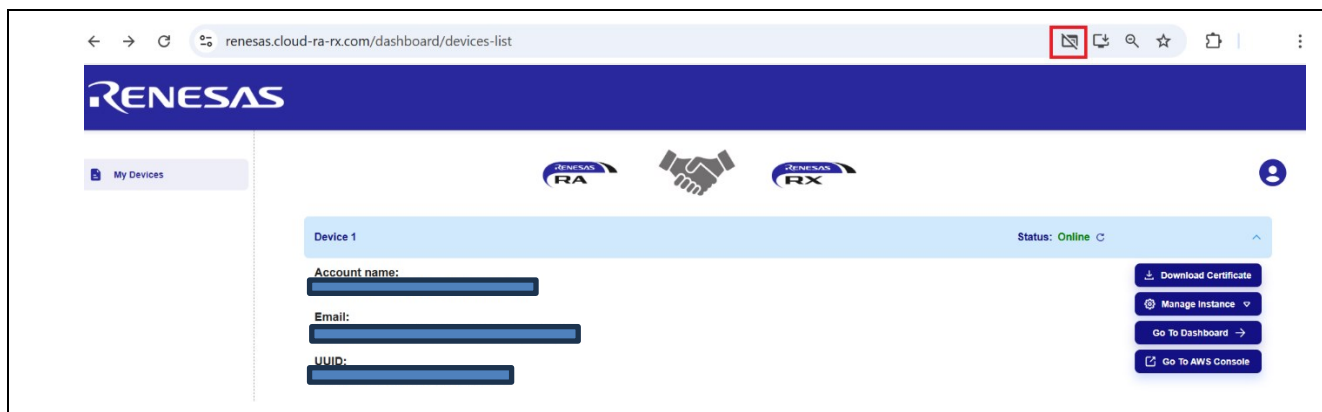 renesas.cloud-ra-rx.com/dashboard/devices-list
RENESAS
My Devices
RENESAS
RA
RENESAS
RX
Device 1
Status: Online
Account name:
Download Certificate
Manage Instance
Email:
Go To Dashboard
UUID:
Go To AWS Console